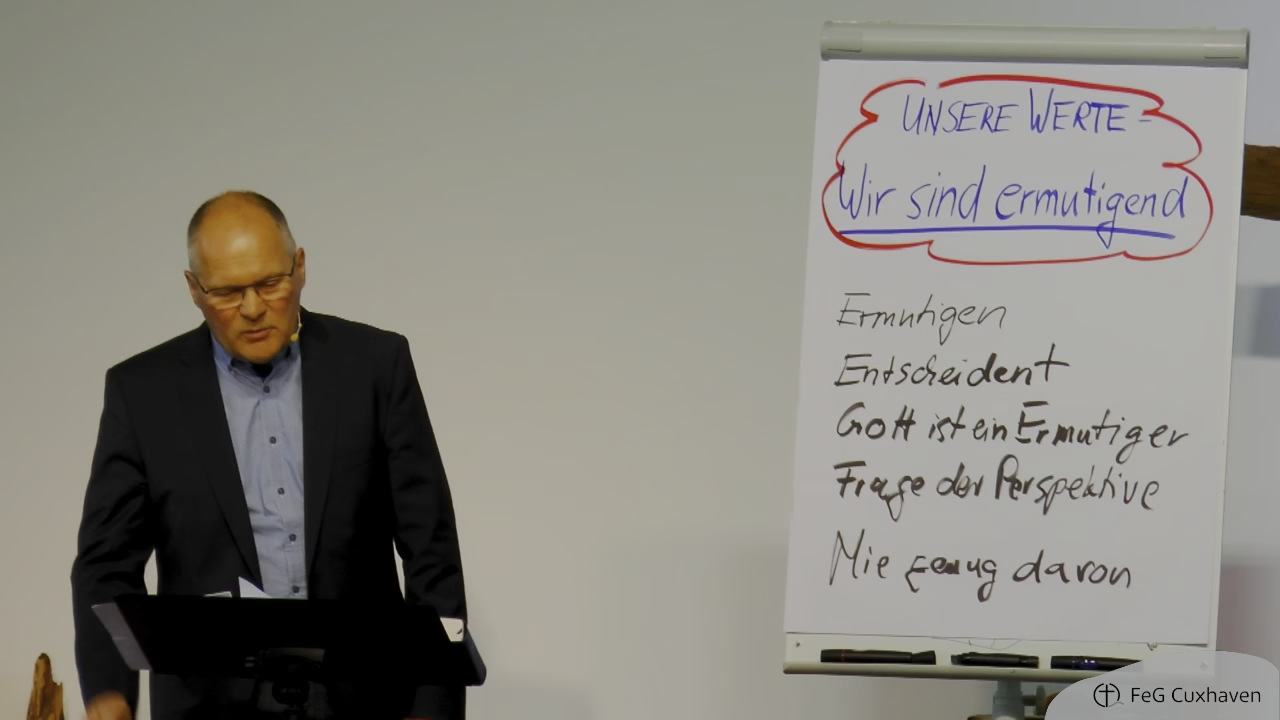 UNSERE WERTE =
Wir sind ermutigend
Ermutigen
Entscheident
Gott ist ein Ermutiger
Frage der Perspektive
Nie genug davon
FeG Cuxhaven